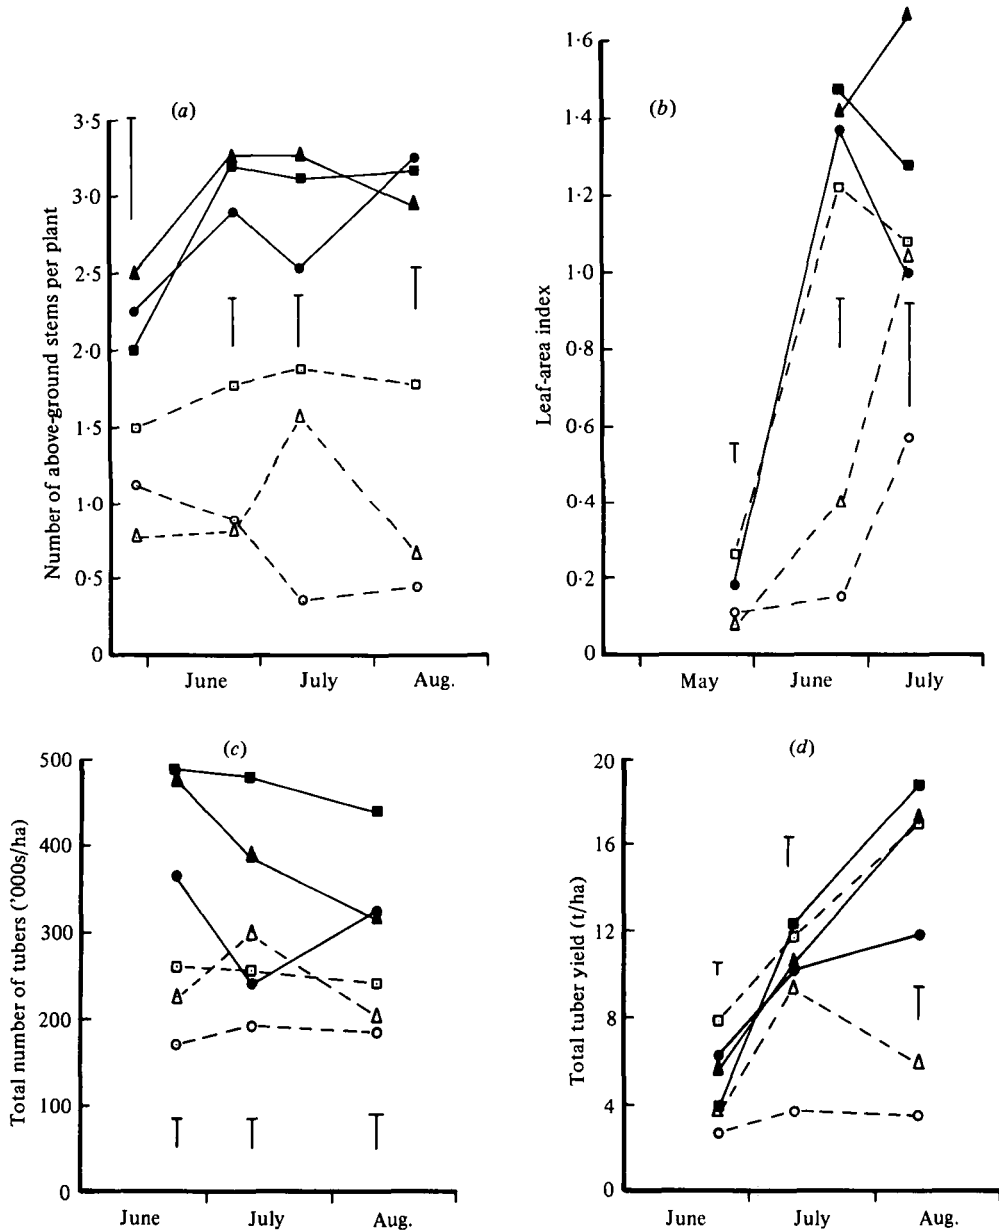 (a)
Number of above-ground stems per plant
3·5
3·0
2·5
2·0
1·5
1·0
0·5
0
June July Aug.
(b)
Leaf-area index
1·6
1·4
1·2
1·0
0·8
0·6
0·4
0·2
0
May June July
(c)
Total number of tubers ('000s/ha)
500
400
300
200
100
0
June July Aug.
(d)
Total tuber yield (t/ha)
20
16
12
8
4
0
June July Aug.